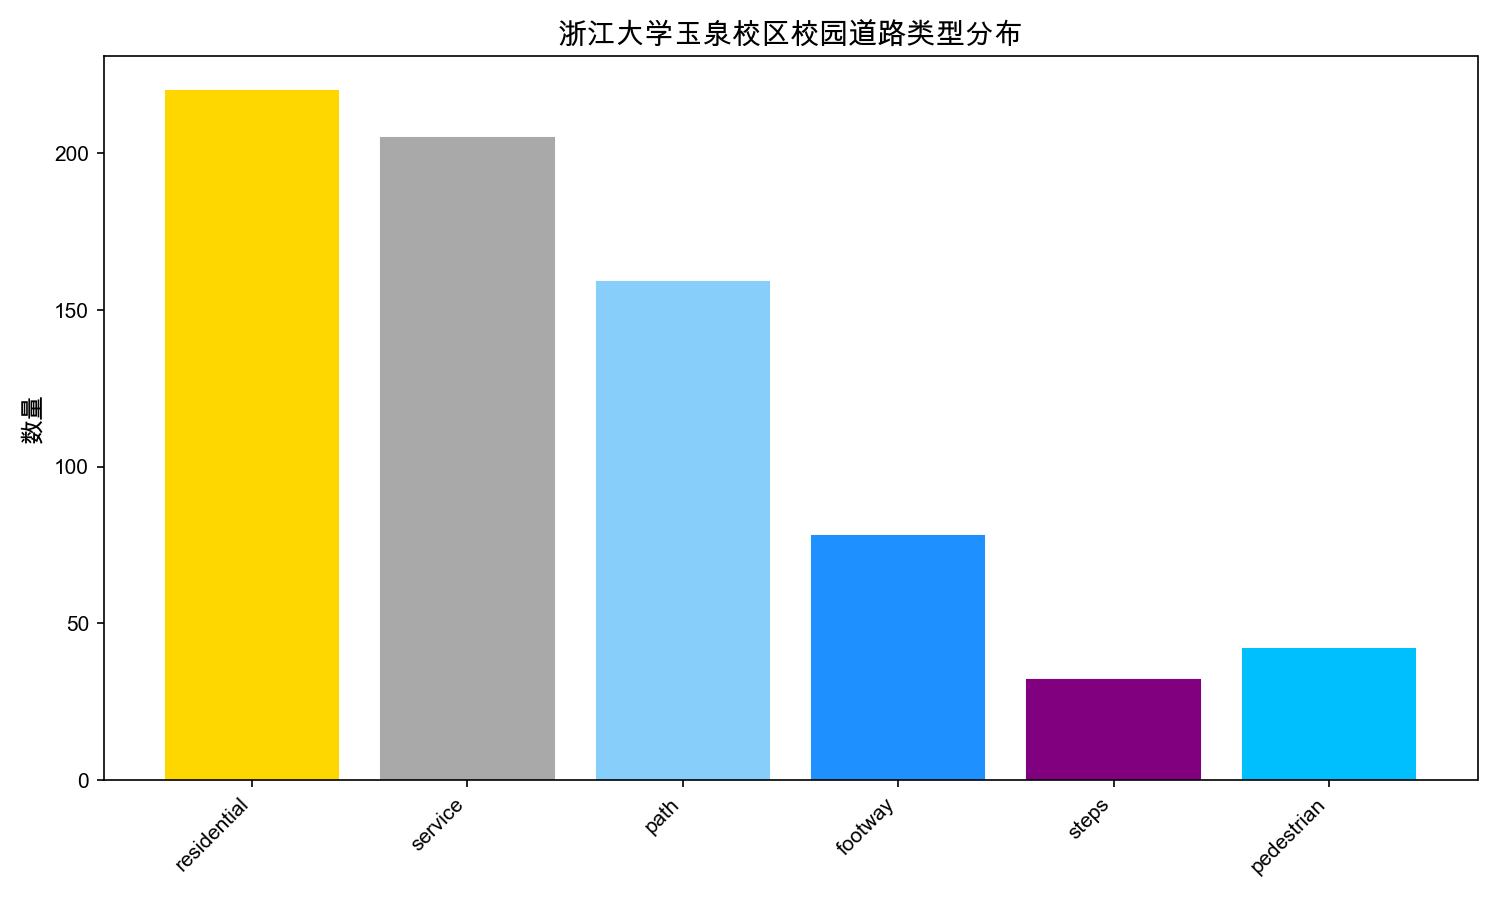 浙江大学玉泉校区校园道路类型分布
数量
200
150
100
50
0
residential
service
path
footway
steps
pedestrian